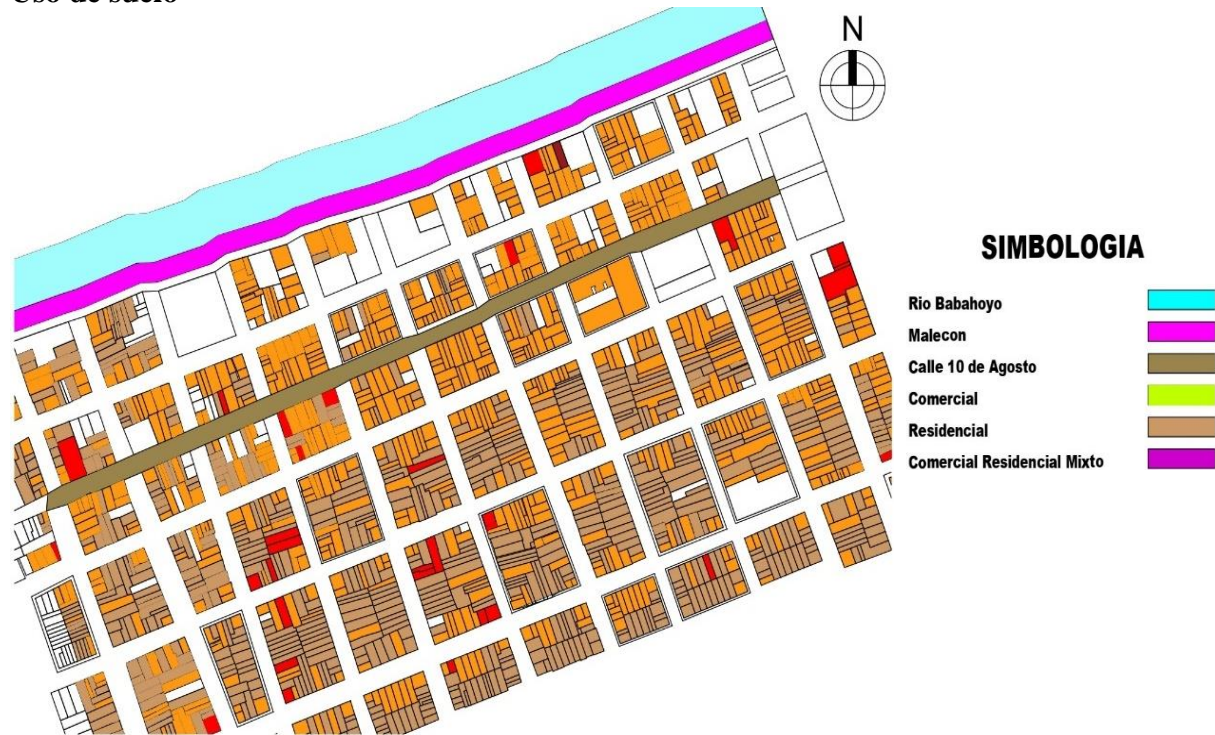 Uso de suelo
N
SIMBOLOGIA
Rio Babahoyo
Malecon
Calle 10 de Agosto
Comercial
Residencial
Comercial Residencial Mixto